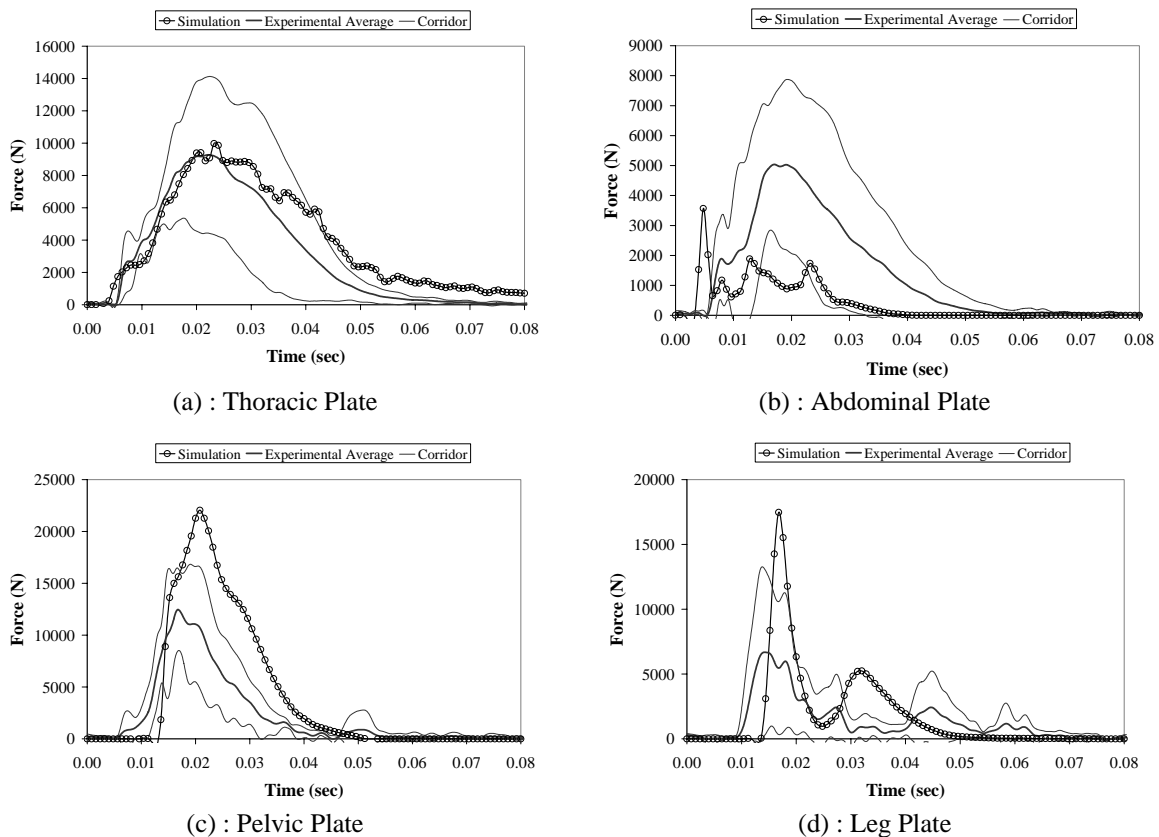 Simulation Experimental Average Corridor
16000
14000
12000
10000
8000
6000
4000
2000
0
Force (N)
0.00 0.01 0.02 0.03 0.04 0.05 0.06 0.07 0.08
Time (sec)
(a) : Thoracic Plate
Simulation Experimental Average Corridor
9000
8000
7000
6000
5000
4000
3000
2000
1000
0
Force (N)
0.00 0.01 0.02 0.03 0.04 0.05 0.06 0.07 0.08
Time (sec)
(b) : Abdominal Plate
Simulation Experimental Average Corridor
25000
20000
15000
10000
5000
0
Force (N)
0.00 0.01 0.02 0.03 0.04 0.05 0.06 0.07 0.08
Time (sec)
(c) : Pelvic Plate
Simulation Experimental Average Corridor
20000
15000
10000
5000
0
Force (N)
0.00 0.01 0.02 0.03 0.04 0.05 0.06 0.07 0.08
Time (sec)
(d) : Leg Plate